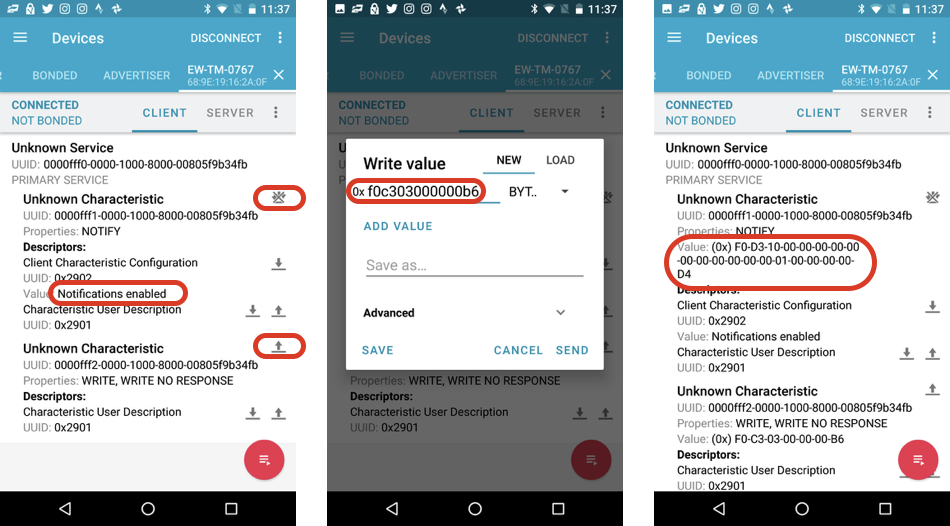 11:37
Devices
DISCONNECT
BONDED
ADVERTISER
EW-TM-0767
68:9E:19:16:2A:0F
CONNECTED
NOT BONDED
CLIENT
SERVER
Unknown Service
UUID: 0000fff0-0000-1000-8000-00805f9b34fb
PRIMARY SERVICE
Unknown Characteristic
UUID: 0000fff1-0000-1000-8000-00805f9b34fb
Properties: NOTIFY
Descriptors:
Client Characteristic Configuration
UUID: 0x2902
Value: Notifications enabled
Characteristic User Description
UUID: 0x2901
Unknown Characteristic
UUID: 0000fff2-0000-1000-8000-00805f9b34fb
Properties: WRITE, WRITE NO RESPONSE
Descriptors:
Characteristic User Description
UUID: 0x2901
11:37
Devices
DISCONNECT
BONDED
ADVERTISER
EW-TM-0767
68:9E:19:16:2A:0F
CONNECTED
NOT BONDED
CLIENT
SERVER
Write value
NEW
LOAD
0x f0c303000000b6
BYT..
ADD VALUE
Save as...
Advanced
SAVE
CANCEL
SEND
Properties: WRITE, WRITE NO RESPONSE
Descriptors:
Characteristic User Description
UUID: 0x2901
11:37
Devices
DISCONNECT
BONDED
ADVERTISER
EW-TM-0767
68:9E:19:16:2A:0F
CONNECTED
NOT BONDED
CLIENT
SERVER
Unknown Service
UUID: 0000fff0-0000-1000-8000-00805f9b34fb
PRIMARY SERVICE
Unknown Characteristic
UUID: 0000fff1-0000-1000-8000-00805f9b34fb
Properties: NOTIFY
Value: (0x) F0-D3-10-00-00-00-00-00
-00-00-00-00-00-00-01-00-00-00-00-
D4
Descriptors:
Client Characteristic Configuration
UUID: 0x2902
Value: Notifications enabled
Characteristic User Description
UUID: 0x2901
Unknown Characteristic
UUID: 0000fff2-0000-1000-8000-00805f9b34fb
Properties: WRITE, WRITE NO RESPONSE
Value: (0x) F0-C3-03-00-00-00-B6
Descriptors:
Characteristic User Description
UUID: 0x2901